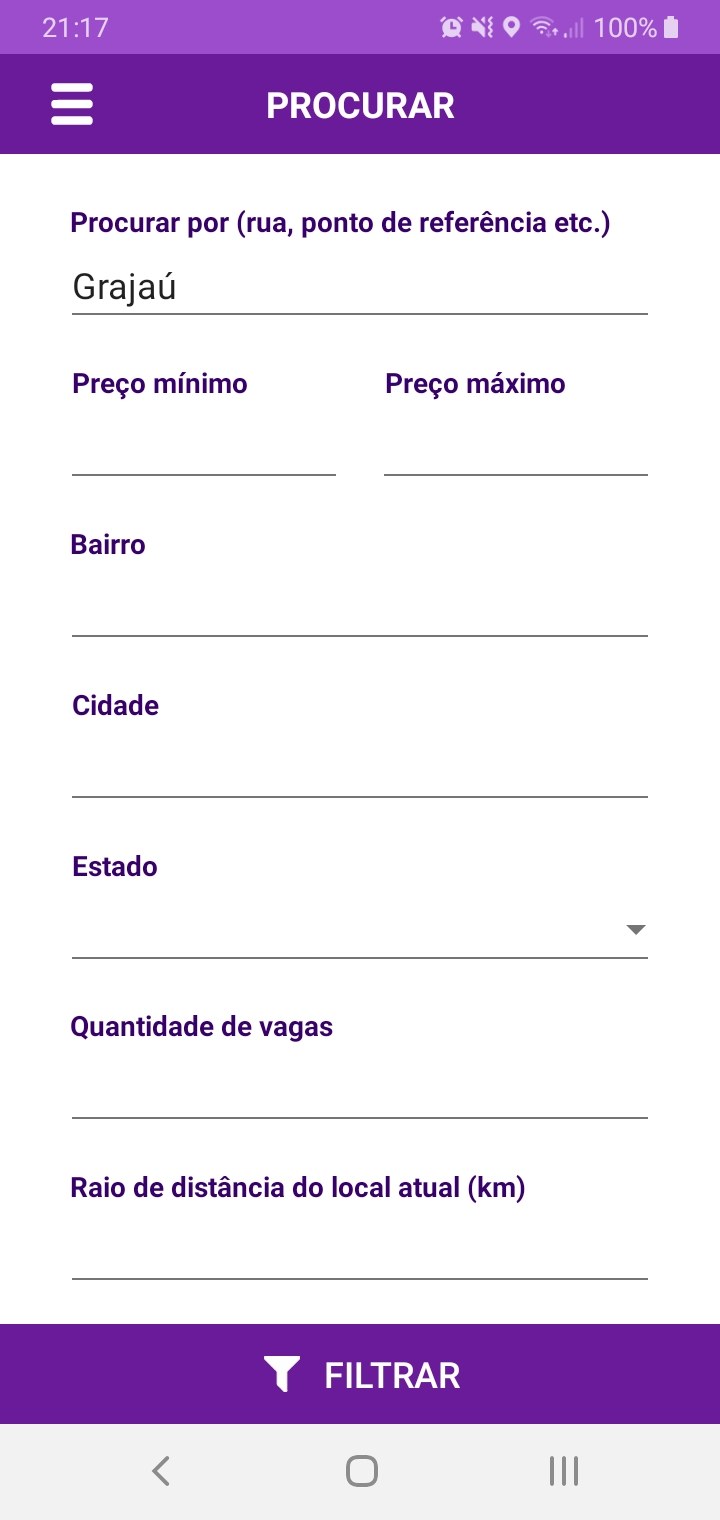 21:17
100%
PROCURAR
Procurar por (rua, ponto de referência etc.)
Grajaú
Preço mínimo
Preço máximo
Bairro
Cidade
Estado
Quantidade de vagas
Raio de distância do local atual (km)
FILTRAR